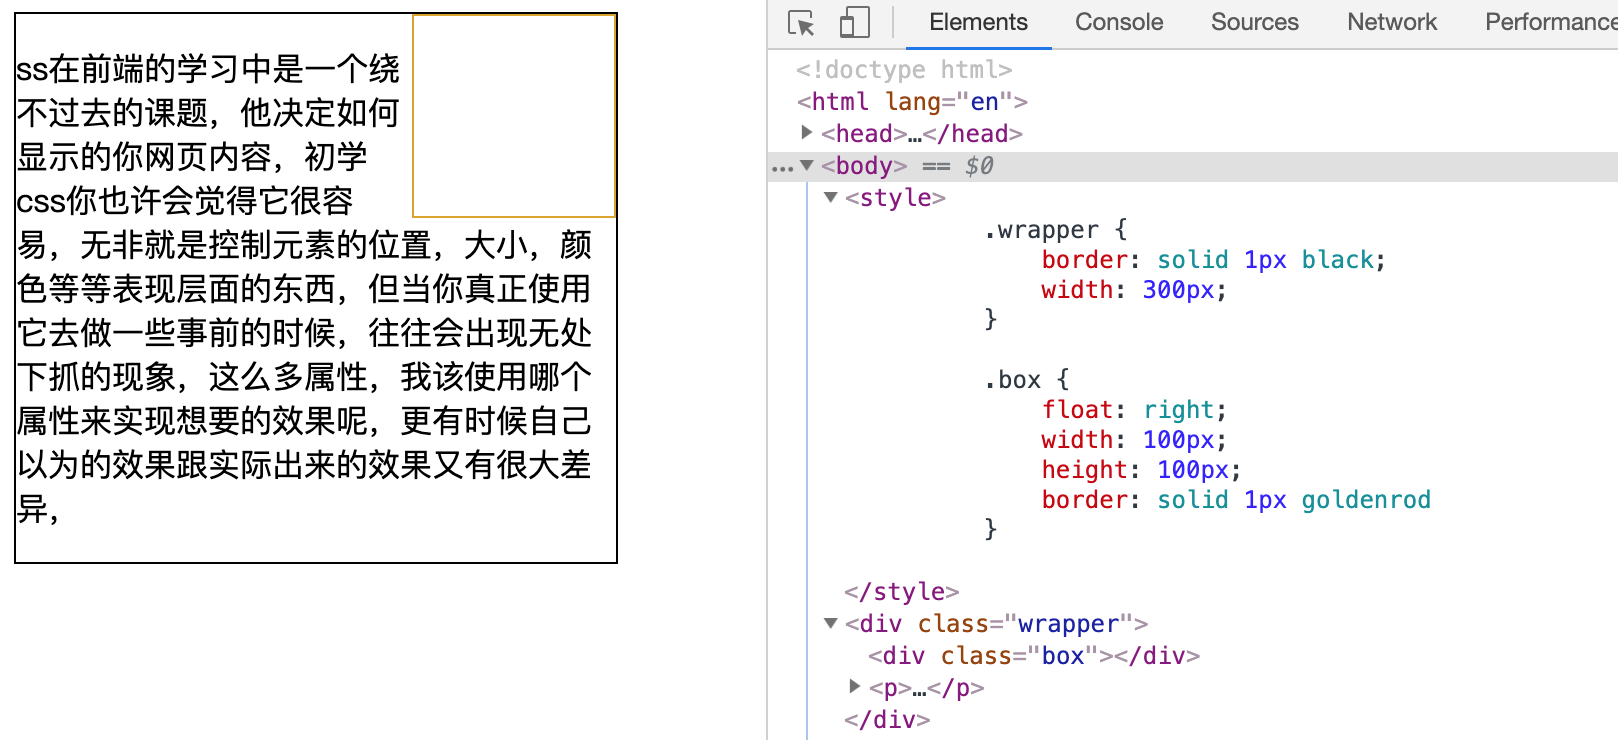 ss在前端的学习中是一个绕
不过去的课题，他决定如何
显示的你网页内容，初学
css你也许会觉得它很容
易，无非就是控制元素的位置，大小，颜
色等等表现层面的东西，但当你真正使用
它去做一些事前的时候，往往会出现无处
下抓的现象，这么多属性，我该使用哪个
属性来实现想要的效果呢，更有时候自己
以为的效果跟实际出来的效果又有很大差
异，
Elements Console Sources Network Performance
<!doctype html>
<html lang="en">
<head>…</head>
… <body> == $0
<style>
.wrapper {
border: solid 1px black;
width: 300px;
}
.box {
float: right;
width: 100px;
height: 100px;
border: solid 1px goldenrod
}
</style>
<div class="wrapper">
<div class="box"></div>
<p>…</p>
</div>